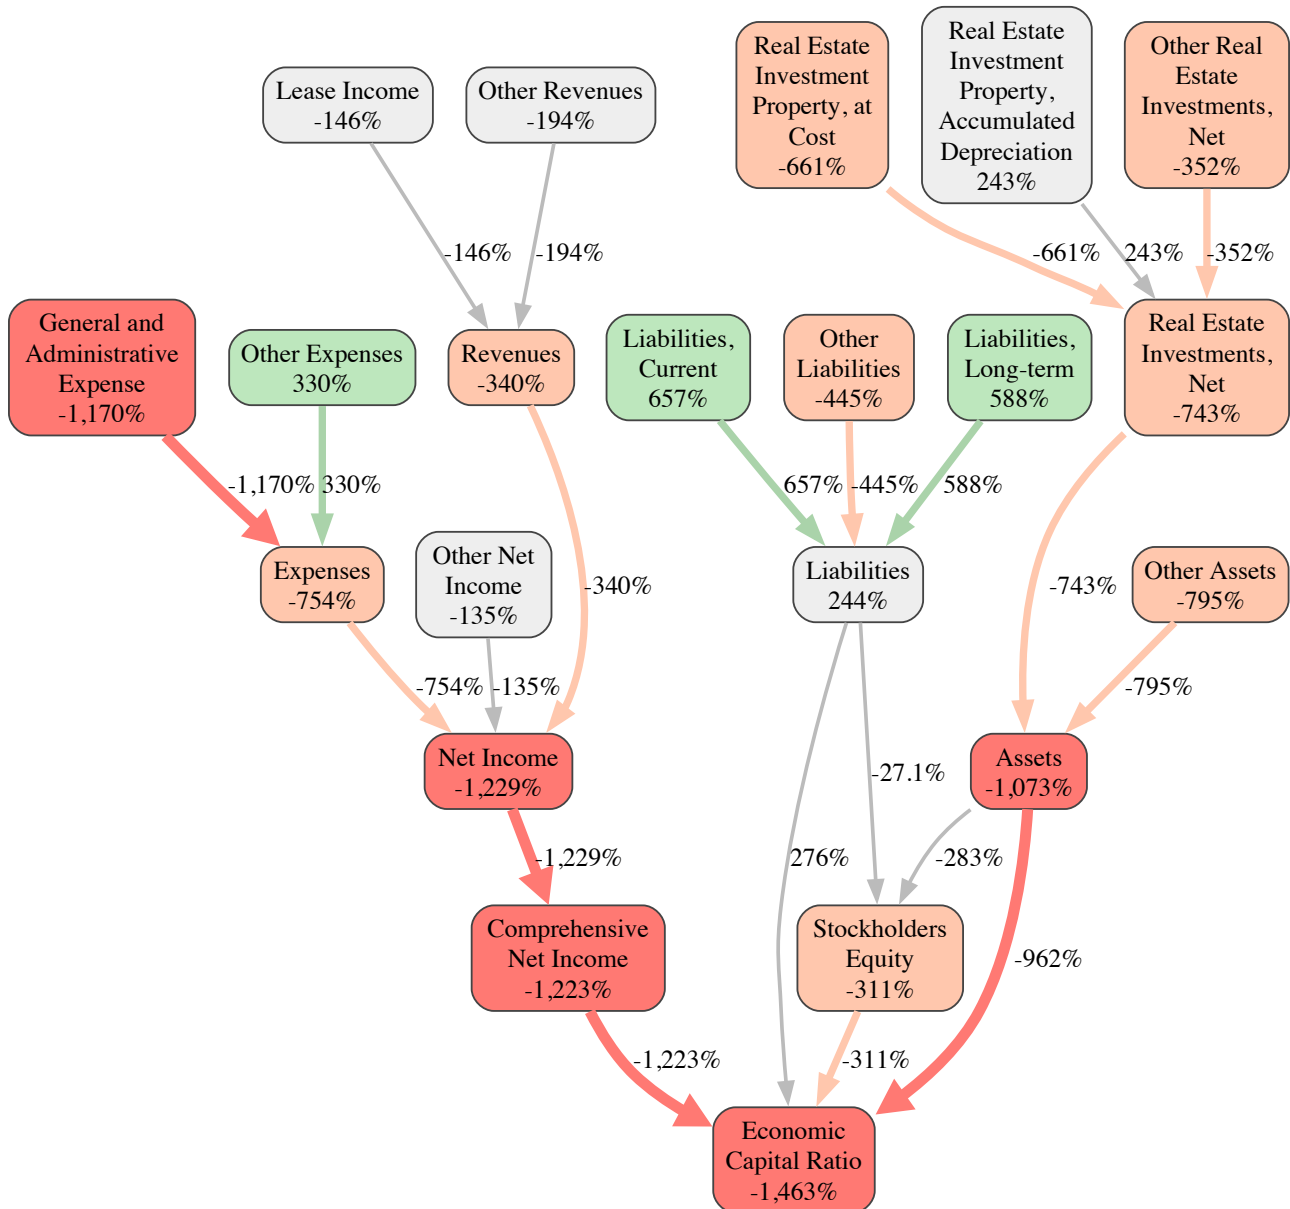 Real Estate
Investment
Property, at
Cost
-661%
Real Estate
Investment
Property,
Accumulated
Depreciation
243%
Other Real
Estate
Investments,
Net
-352%
Lease Income
-146%
Other Revenues
-194%
-146%
-194%
-661%
243%
-352%
General and
Administrative
Expense
-1,170%
Other Expenses
330%
Revenues
-340%
Liabilities,
Current
657%
Other
Liabilities
-445%
Liabilities,
Long-term
588%
Real Estate
Investments,
Net
-743%
-1,170%
330%
657%
-445%
588%
Expenses
-754%
Other Net
Income
-135%
-340%
Liabilities
244%
-743%
Other Assets
-795%
-754%
-135%
-795%
Net Income
-1,229%
-27.1%
Assets
-1,073%
-1,229%
276%
-283%
Comprehensive
Net Income
-1,223%
Stockholders
Equity
-311%
-962%
-1,223%
-311%
Economic
Capital Ratio
-1,463%